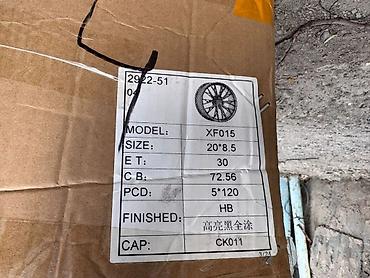 2922-51
04
MODEL: XF015
SIZE: 20*8.5
E T: 30
C.B: 72.56
PCD: 5*120
FINISHED: HB
高亮黑全涂
CAP: CK011